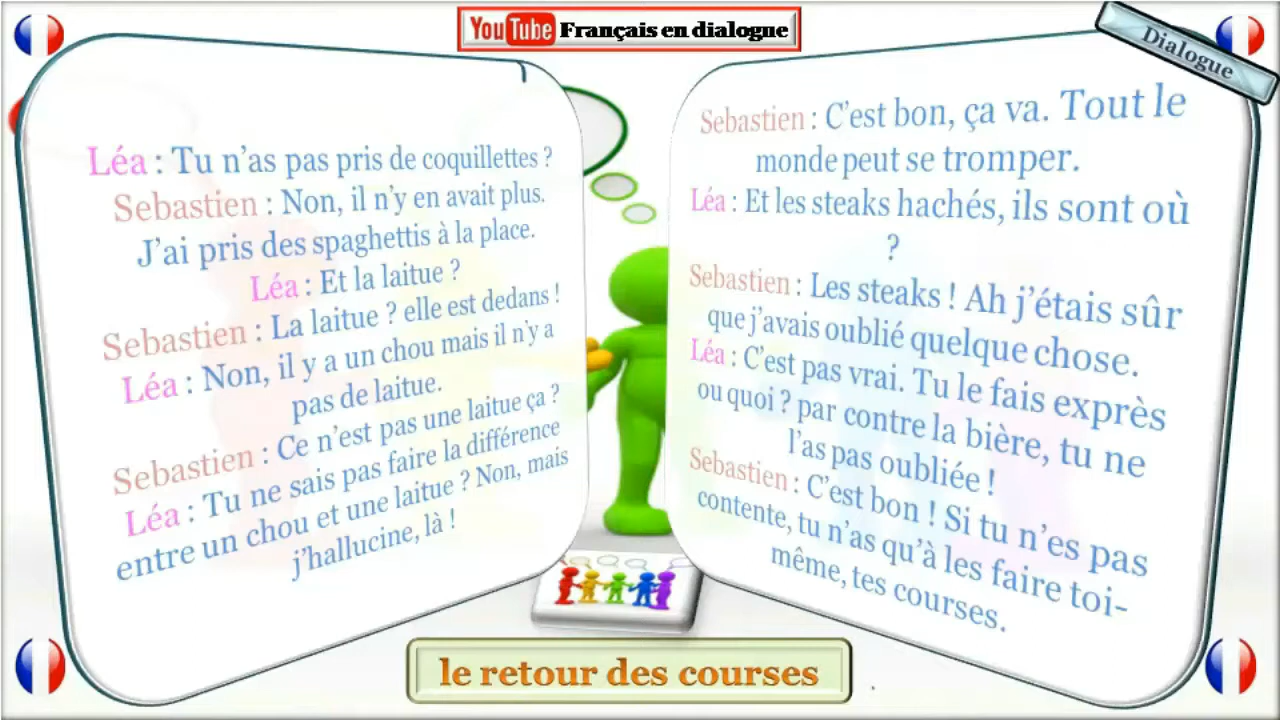 YouTube Français en dialogue
Dialogue
Léa : Tu n'as pas pris de coquillettes ?
Sebastien : Non, il n'y en avait plus.
J'ai pris des spaghettis à la place.
Léa : Et la laitue ?
Sebastien : La laitue ? elle est dedans !
Léa : Non, il y a un chou mais il n'y a
pas de laitue.
Sebastien : Ce n'est pas une laitue ça ?
Léa : Tu ne sais pas faire la différence
entre un chou et une laitue ? Non, mais
j'hallucine, là !
Sebastien : C'est bon, ça va. Tout le
monde peut se tromper.
Léa : Et les steaks hachés, ils sont où
?
Sebastien : Les steaks ! Ah j'étais sûr
que j'avais oublié quelque chose.
Léa : C'est pas vrai. Tu le fais exprès
ou quoi ? par contre la bière, tu ne
l'as pas oubliée !
Sebastien : C'est bon ! Si tu n'es pas
contente, tu n'as qu'à les faire toi-
même, tes courses.
le retour des courses